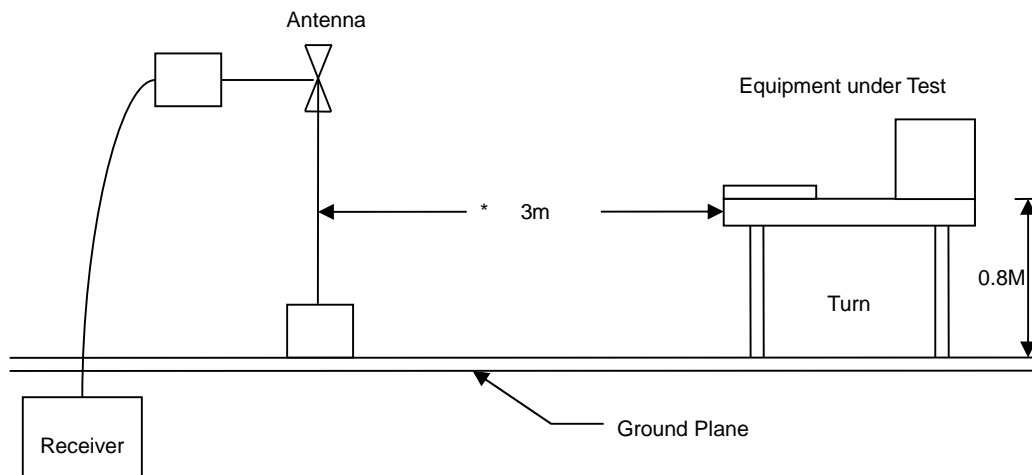 Antenna
Equipment under Test
* 3m
0.8M
Turn
Ground Plane
Receiver